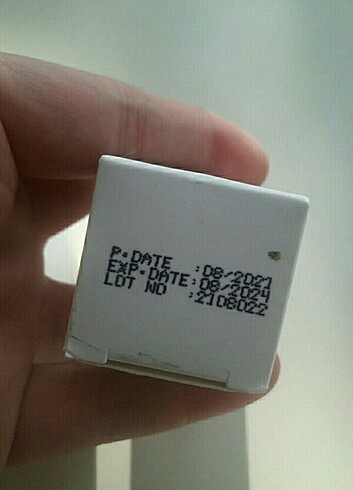 P.DATE :08/2021
EXP.DATE:08/2024
LOT NO :2108022